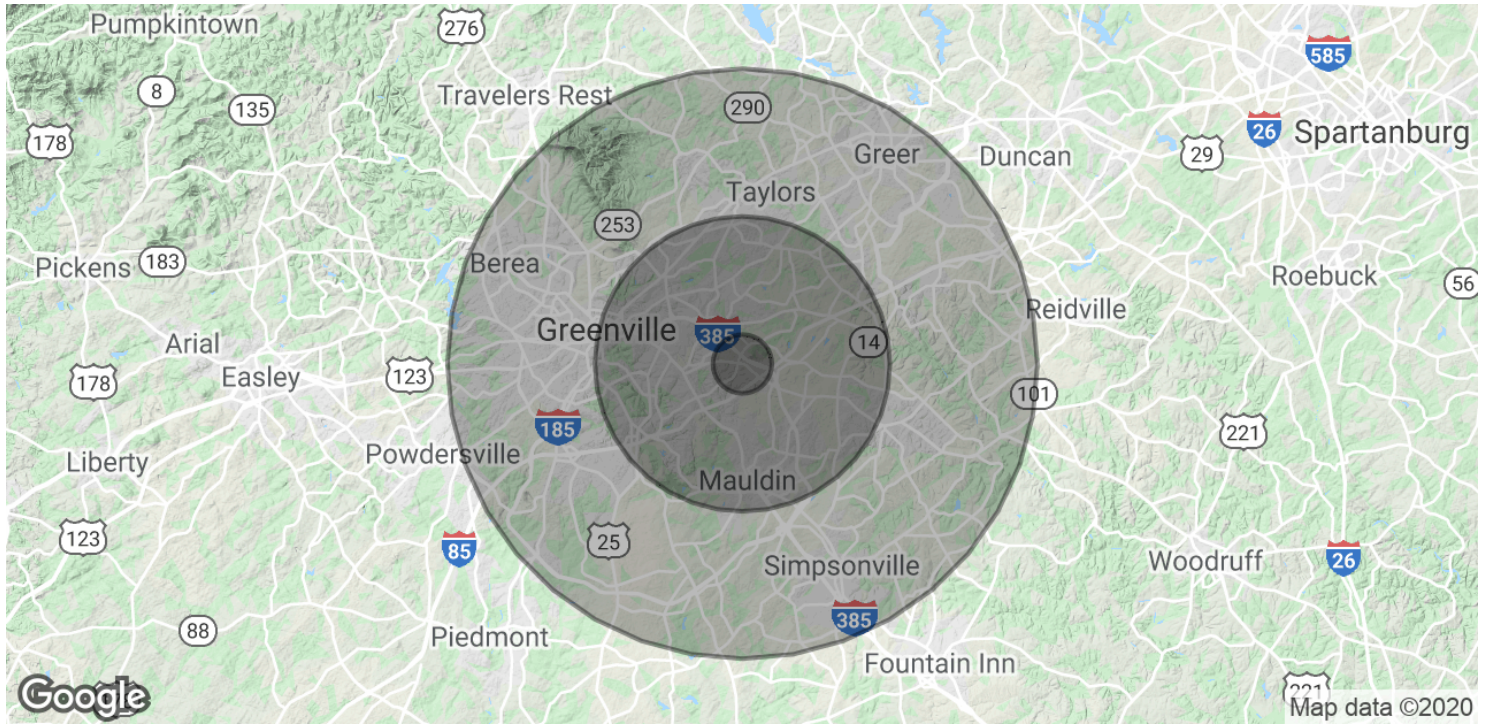 Pumpkintown
276
585
8
135
Travelers Rest
290
178
26
Spartanburg
Greer
Duncan
29
Taylors
253
Berea
Pickens
183
Roebuck
56
Reidville
Greenville
385
14
Arial
178
Easley
123
101
185
221
Powdersville
Liberty
Mauldin
123
85
25
Simpsonville
Woodruff
26
88
Piedmont
385
Fountain Inn
Google
221
Map data ©2020